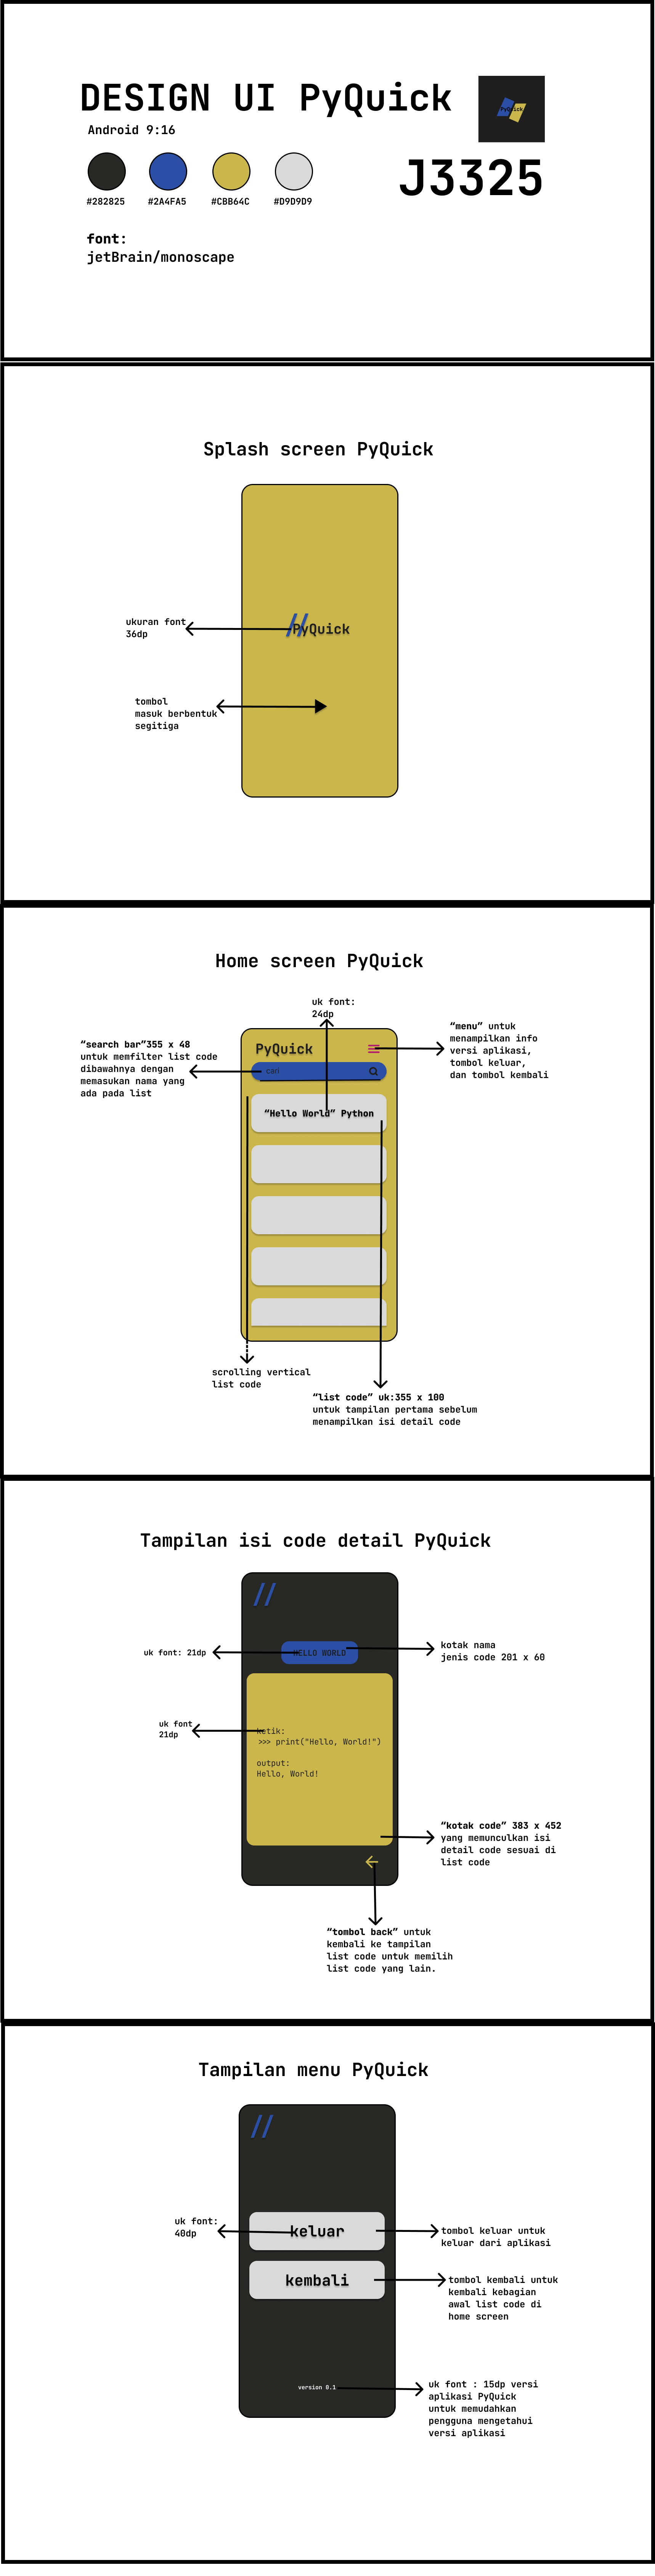 DESIGN UI PyQuick
PyQuick
Android 9:16
J3325
#282825
#2A4FA5
#CBB64C
#D9D9D9
font:
jetBrain/monoscape
Splash screen PyQuick
ukuran font
36dp
//PyQuick
tombol
masuk berbentuk
segitiga
Home screen PyQuick
uk font:
24dp
“search bar”355 x 48
untuk memfilter list code
dibawahnya dengan
memasukan nama yang
ada pada list
PyQuick
cari
“Hello World” Python
“menu” untuk
menampilkan info
versi aplikasi,
tombol keluar,
dan tombol kembali
scrolling vertical
list code
“list code” uk:355 x 100
untuk tampilan pertama sebelum
menampilkan isi detail code
Tampilan isi code detail PyQuick
//
uk font: 21dp
HELLO WORLD
kotak nama
jenis code 201 x 60
uk font
21dp
ketik:
>>> print("Hello, World!")
output:
Hello, World!
“kotak code” 383 x 452
yang memunculkan isi
detail code sesuai di
list code
“tombol back” untuk
kembali ke tampilan
list code untuk memilih
list code yang lain.
Tampilan menu PyQuick
//
uk font:
40dp
keluar
tombol keluar untuk
keluar dari aplikasi
kembali
tombol kembali untuk
kembali kebagian
awal list code di
home screen
version 0.1
uk font : 15dp versi
aplikasi PyQuick
untuk memudahkan
pengguna mengetahui
versi aplikasi